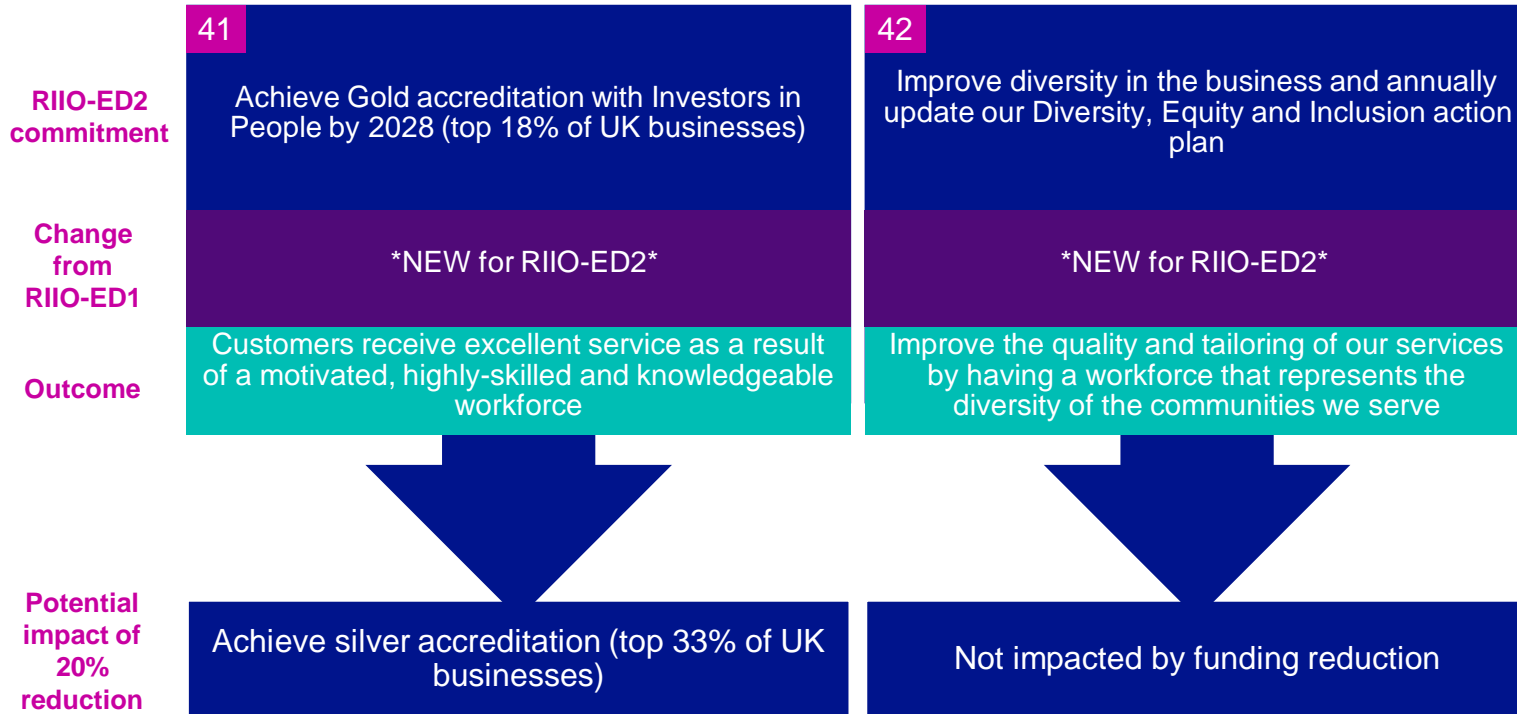 41
42
RIIO-ED2
commitment
Achieve Gold accreditation with Investors in
People by 2028 (top 18% of UK businesses)
Improve diversity in the business and annually
update our Diversity, Equity and Inclusion action
plan
Change
from
RIIO-ED1
*NEW for RIIO-ED2*
*NEW for RIIO-ED2*
Outcome
Customers receive excellent service as a result
of a motivated, highly-skilled and knowledgeable
workforce
Improve the quality and tailoring of our services
by having a workforce that represents the
diversity of the communities we serve
Potential
impact of
20%
reduction
Achieve silver accreditation (top 33% of UK
businesses)
Not impacted by funding reduction